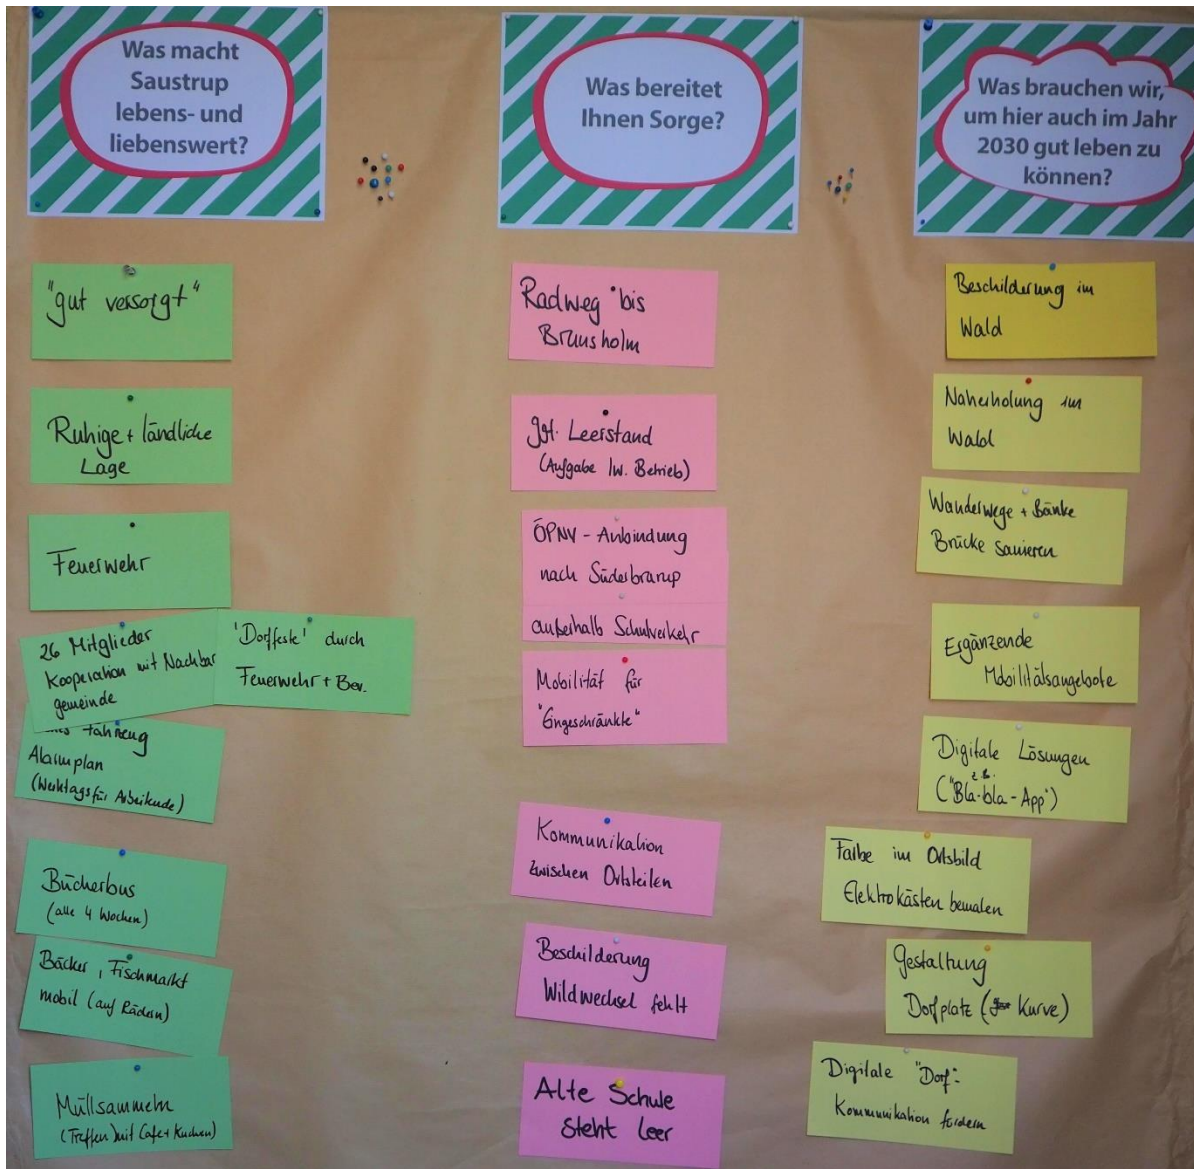 Was macht
Saustrup
lebens- und
liebenswert?
"gut versorgt"
Ruhige + ländliche
Lage
Feuerwehr
26 Mitglieder
Kooperation mit Nachbar
gemeinde
'Dorffeste' durch
Feuerwehr + Bev.
Fahrzeug
Alarmplan
(Werktags für Arbeitende)
Bücherbus
(alle 4 Wochen)
Bäcker, Fischmarkt
mobil (auf Rädern)
Müllsammeln
(Treffen) mit Cafe + Kuchen)
Was bereitet
Ihnen Sorge?
Radweg bis
Brunsholm
ggf. Leerstand
(Aufgabe lw. Betrieb)
ÖPNV - Anbindung
nach Süderbrarup
außerhalb Schulverkehr
Mobilität für
"Eingeschränkte"
Kommunikation
zwischen Ortsteilen
Beschilderung
Wildwechsel fehlt
Alte Schule
steht leer
Was brauchen wir,
um hier auch im Jahr
2030 gut leben zu
können?
Beschilderung im
Wald
Naherholung im
Wald
Wanderwege + Bänke
Brücke sanieren
Ergänzende
Mobilitätsangebote
Digitale Lösungen
z.B.
("Bla-bla-App")
Farbe im Ortsbild
Elektrokästen bemalen
Gestaltung
Dorfplatz (Kurve)
Digitale "Dorf"-
Kommunikation fördern